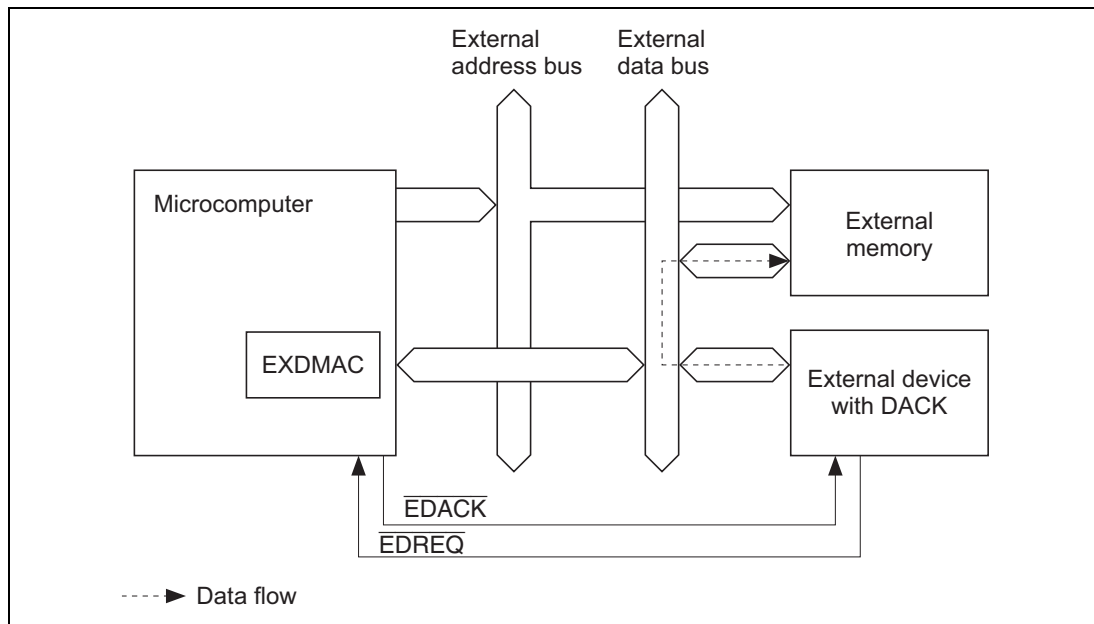 External
address bus
External
data bus
Microcomputer
External
memory
EXDMAC
External device
with DACK
EDACK
EDREQ
Data flow